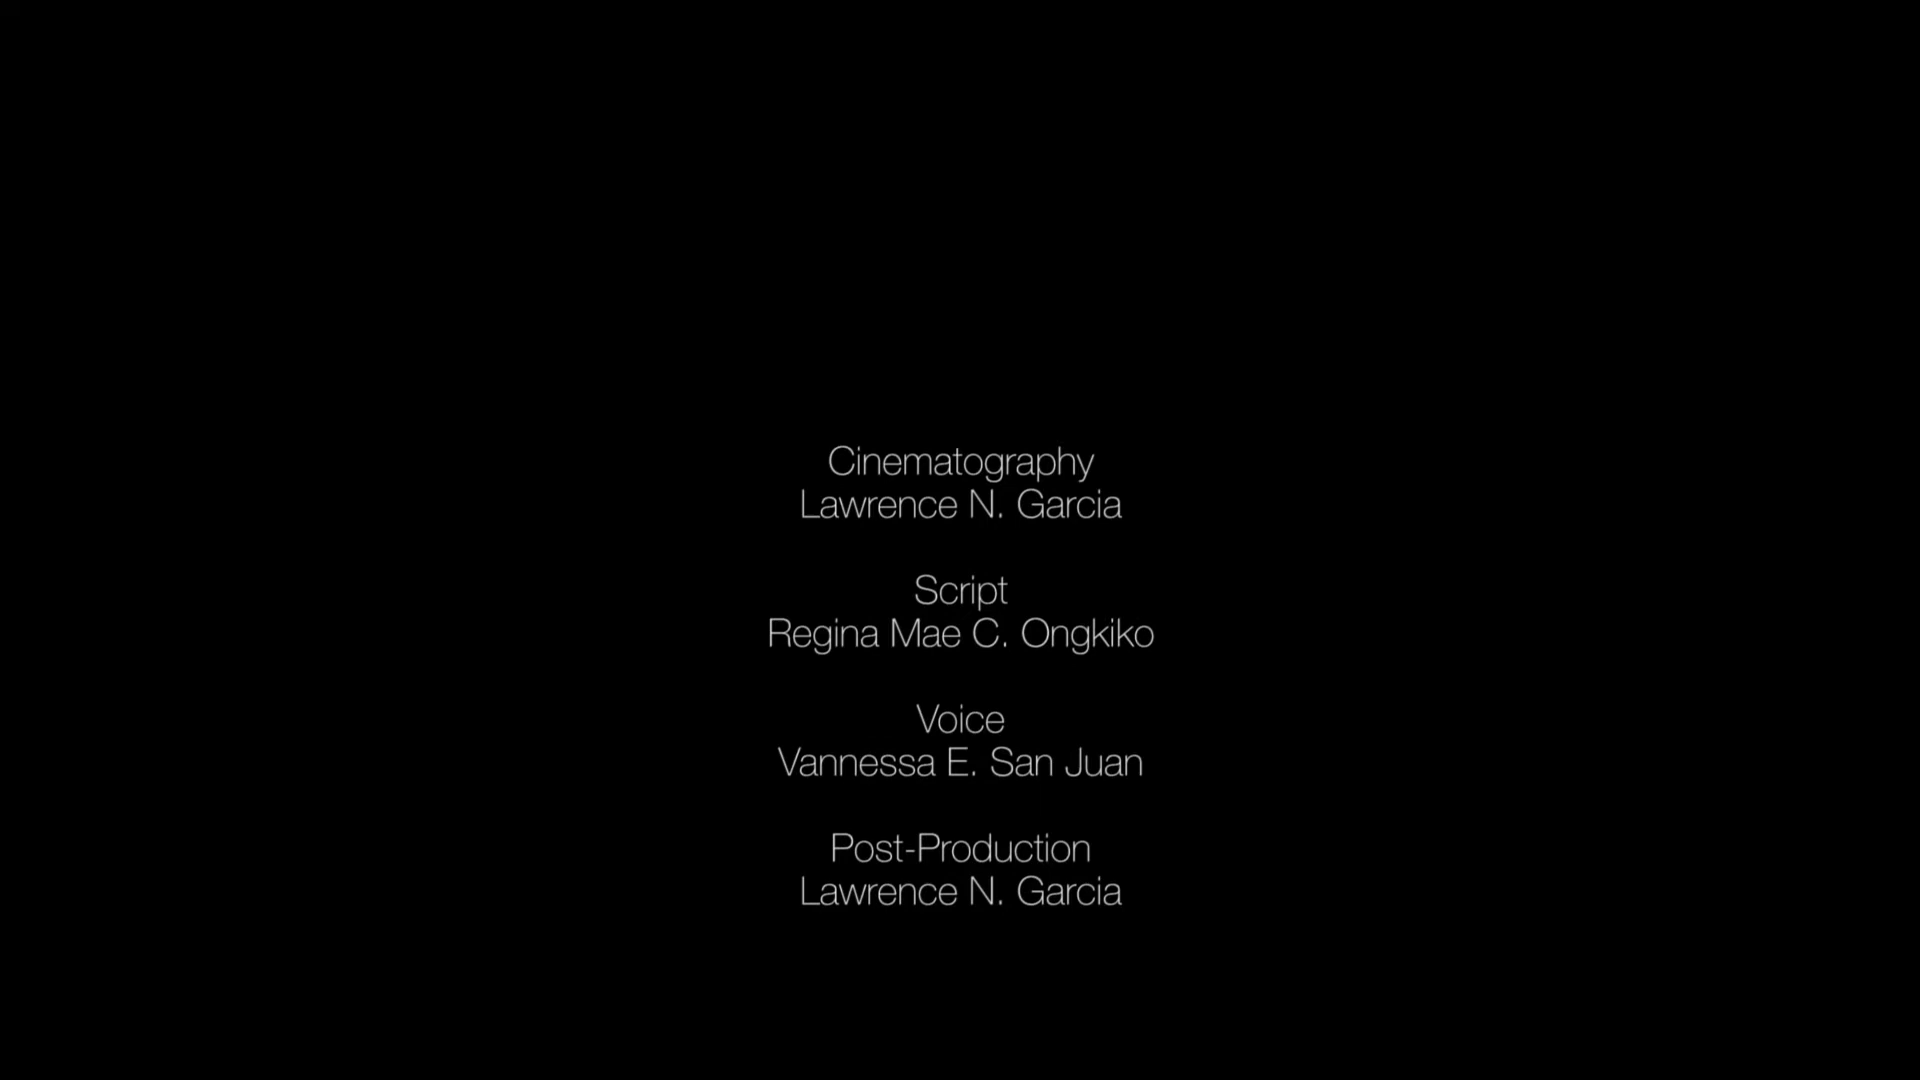 Cinematography
Lawrence N. Garcia
Script
Regina Mae C. Ongkiko
Voice
Vannessa E. San Juan
Post-Production
Lawrence N. Garcia